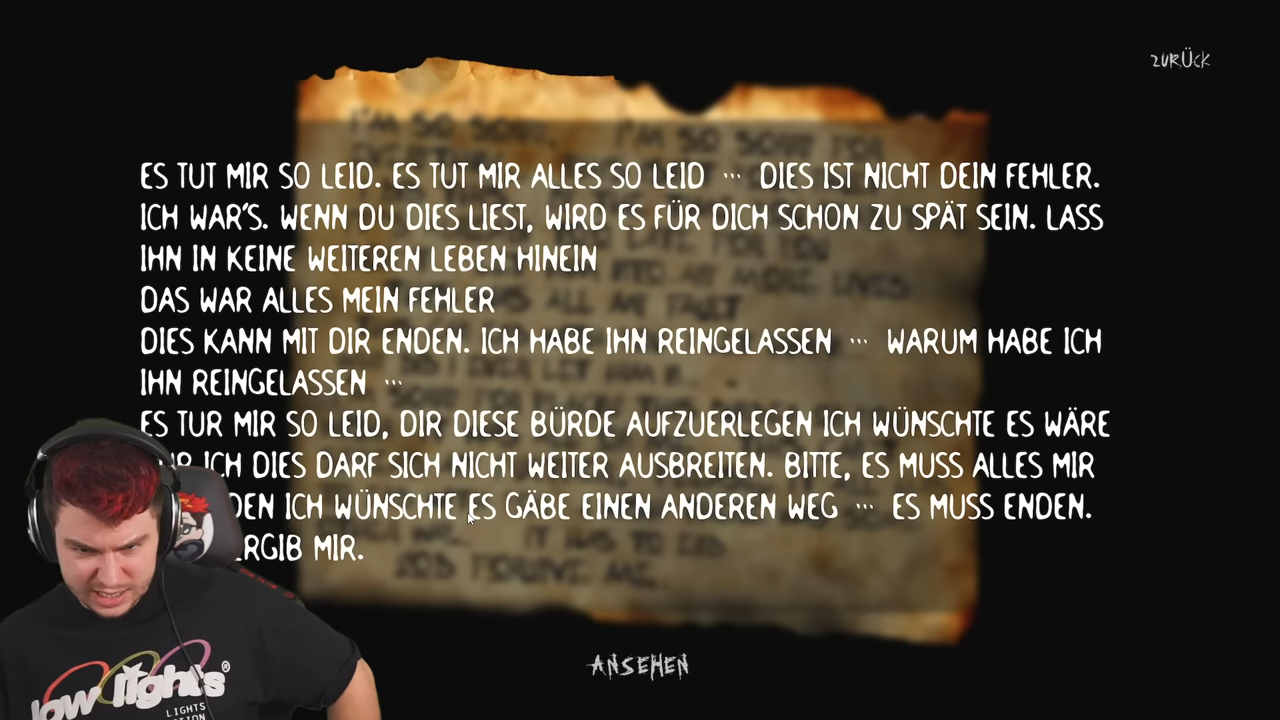 ZURÜCK
ES TUT MIR SO LEID. ES TUT MIR ALLES SO LEID ... DIES IST NICHT DEIN FEHLER.
ICH WAR'S. WENN DU DIES LIEST, WIRD ES FÜR DICH SCHON ZU SPÄT SEIN. LASS
IHN IN KEINE WEITEREN LEBEN HINEIN
DAS WAR ALLES MEIN FEHLER
DIES KANN MIT DIR ENDEN. ICH HABE IHN REINGELASSEN ... WARUM HABE ICH
IHN REINGELASSEN ...
ES TUR MIR SO LEID, DIR DIESE BÜRDE AUFZUERLEGEN ICH WÜNSCHTE ES WÄRE
ICH DIES DARF SICH NICHT WEITER AUSBREITEN. BITTE, ES MUSS ALLES MIR
ICH WÜNSCHTE ES GÄBE EINEN ANDEREN WEG ... ES MUSS ENDEN.
MIR.
ANSEHEN
low lights®
LIGHTS